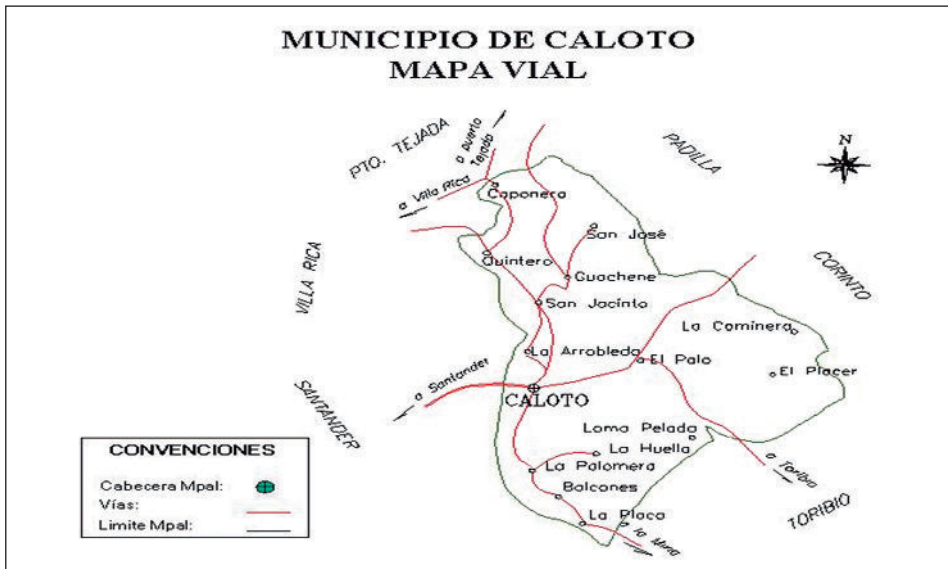 MUNICIPIO DE CALOTO
MAPA VIAL
PTO. TEJADA
a Puerto
Tejada
PADILLA
N
a Villa Rica
Caponera
San José
VILLA RICA
Quintero
Guachene
CORINTO
San Jacinto
La Cominera
La Arrobleda
El Palo
El Placer
a Santander
SANTANDER
CALOTO
Loma Pelada
La Huella
La Palomera
a Toribio
Balcones
TORIBIO
La Placa
a la Mina
CONVENCIONES
Cabecera Mpal:
Vías:
Limite Mpal: